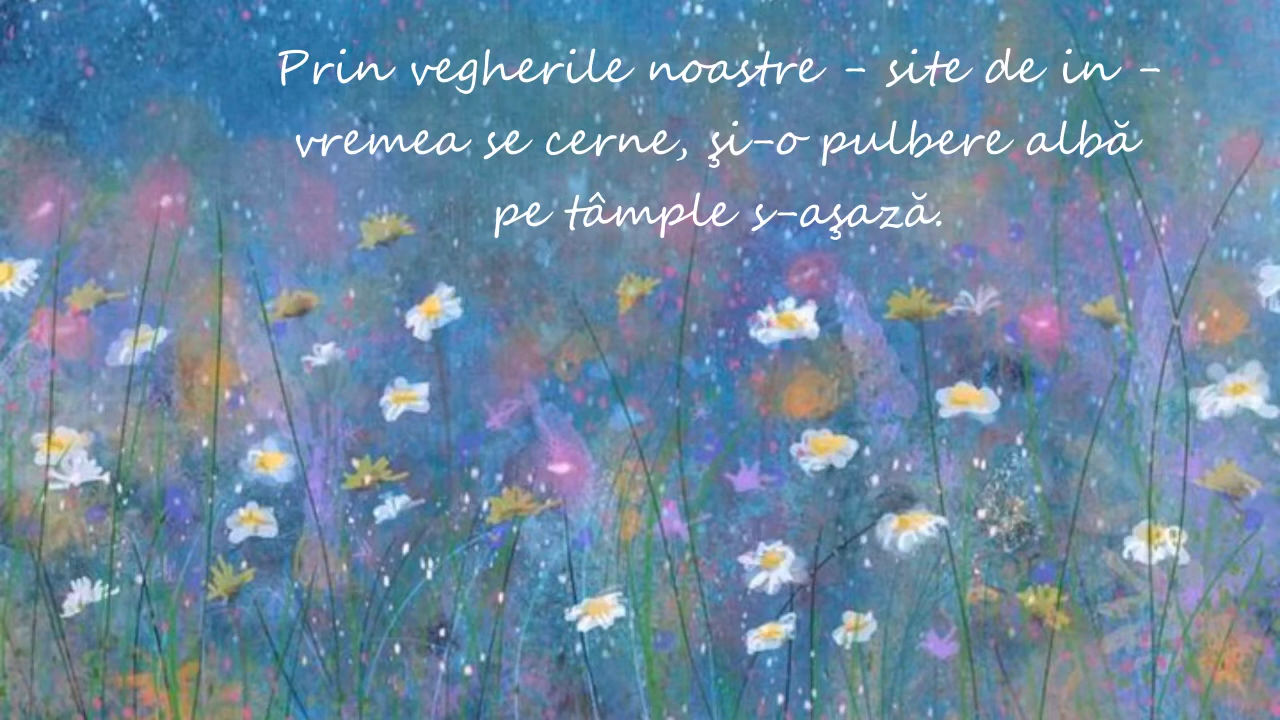 Prin vegherile noastre - site de in -
vremea se cerne, şi-o pulbere albă
pe tâmple s-aşază.